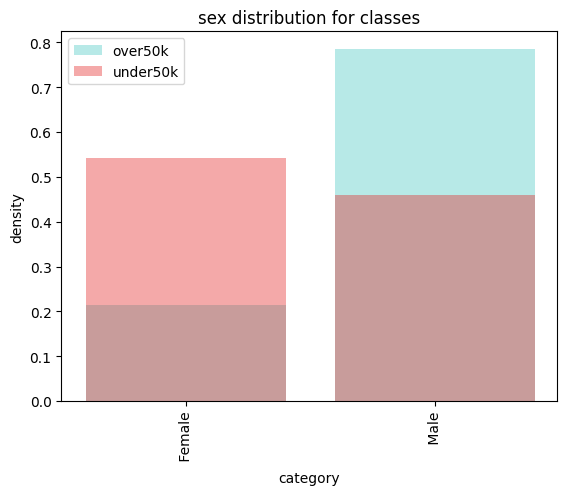 sex distribution for classes
over50k
under50k
0.8
0.7
0.6
0.5
0.4
0.3
0.2
0.1
0.0
density
Female
Male
category